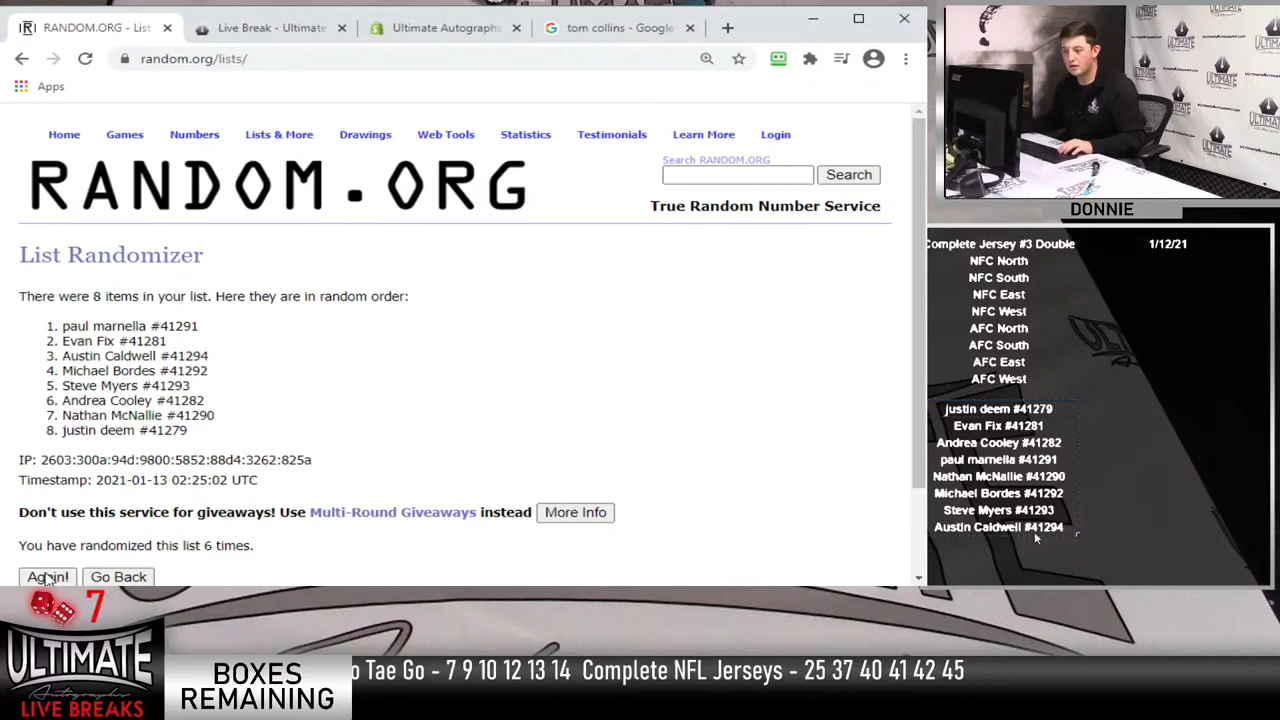 RANDOM.ORG - List
Live Break - Ultimate
Ultimate Autographs
tom collins - Google
random.org/lists/
Apps
Home Games Numbers Lists & More Drawings Web Tools Statistics Testimonials Learn More Login
RANDOM.ORG
Search RANDOM.ORG
Search
True Random Number Service
List Randomizer
There were 8 items in your list. Here they are in random order:
1. paul marnella #41291
2. Evan Fix #41281
3. Austin Caldwell #41294
4. Michael Bordes #41292
5. Steve Myers #41293
6. Andrea Cooley #41282
7. Nathan McNallie #41290
8. justin deem #41279
IP: 2603:300a:94d:9800:5852:88d4:3262:825a
Timestamp: 2021-01-13 02:25:02 UTC
Don't use this service for giveaways! Use Multi-Round Giveaways instead
More Info
You have randomized this list 6 times.
Again!
Go Back
ULTIMATE
DONNIE
Complete Jersey #3 Double 1/12/21
NFC North
NFC South
NFC East
NFC West
AFC North
AFC South
AFC East
AFC West
justin deem #41279
Evan Fix #41281
Andrea Cooley #41282
paul marnella #41291
Nathan McNallie #41290
Michael Bordes #41292
Steve Myers #41293
Austin Caldwell #41294
7
ULTIMATE
Autographs
LIVE BREAKS
BOXES
REMAINING
o Tae Go - 7 9 10 12 13 14 Complete NFL Jerseys - 25 37 40 41 42 45